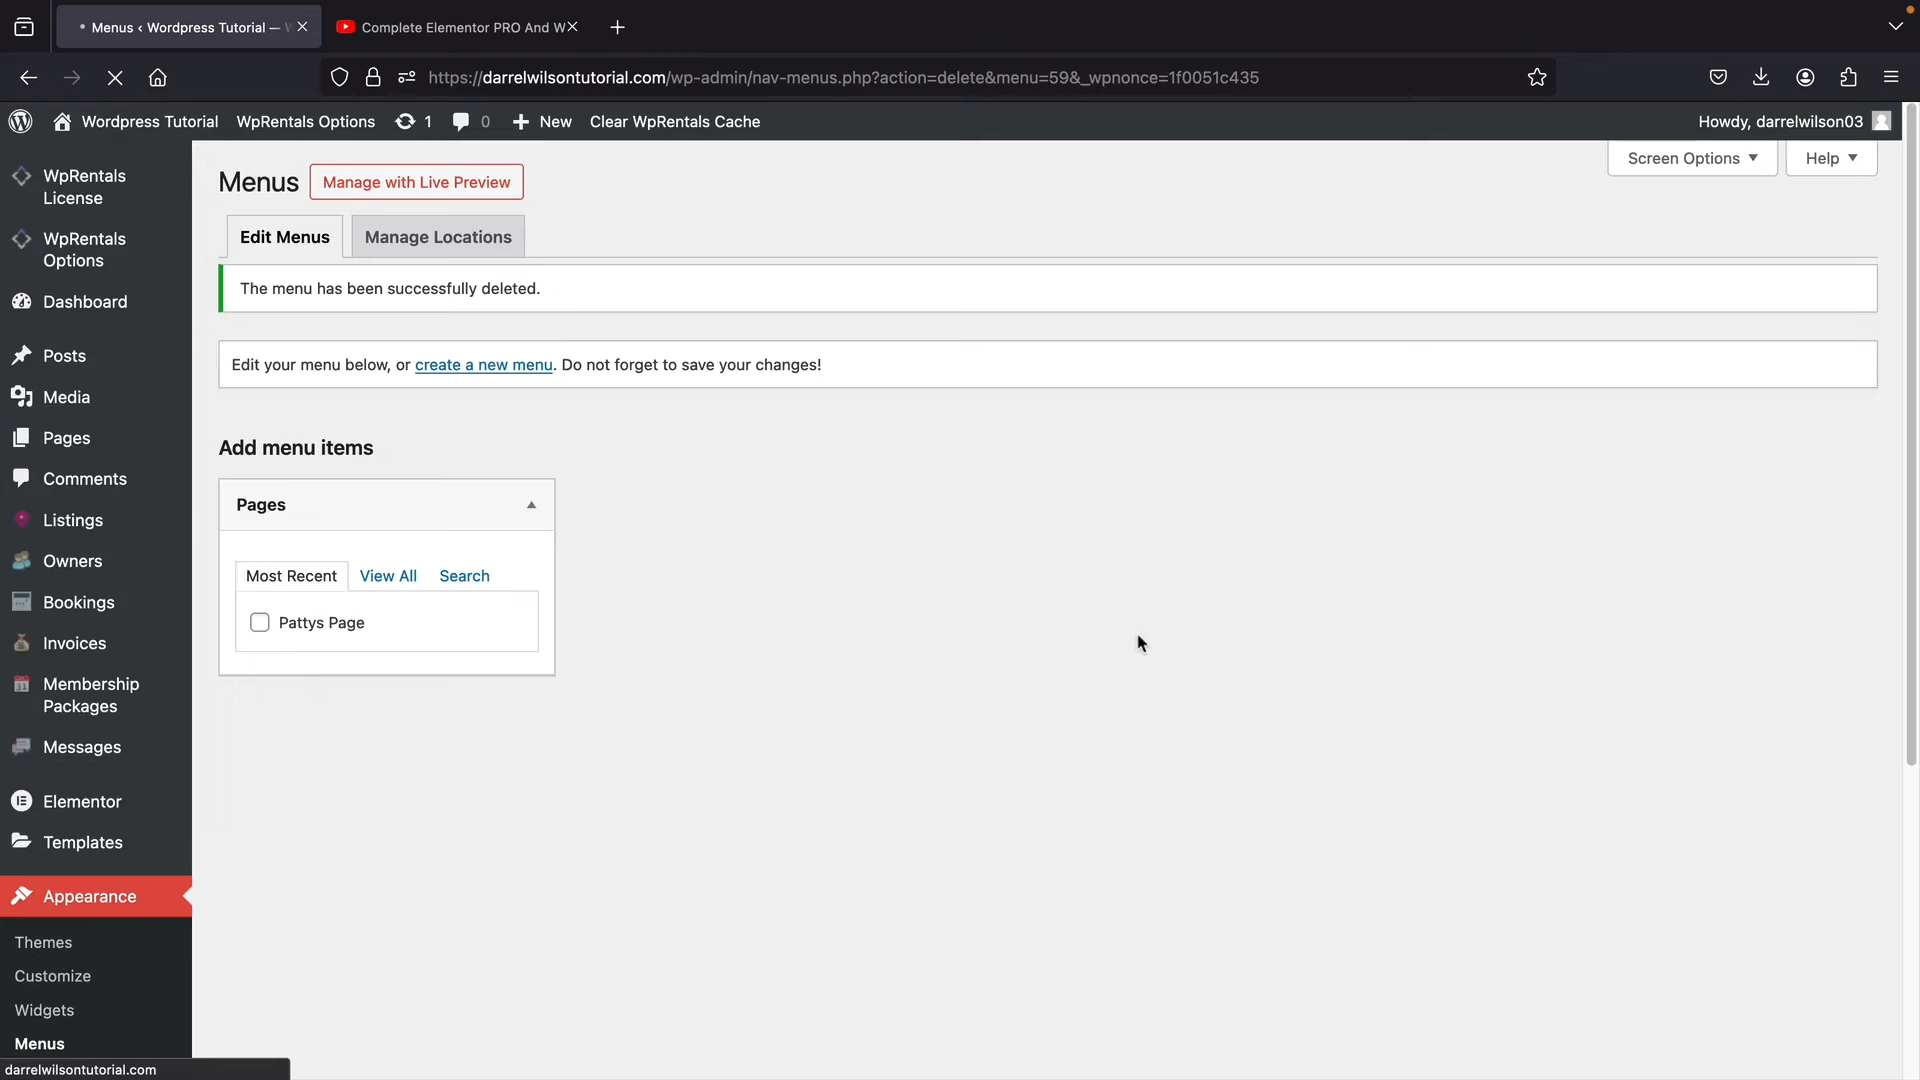 Menus ‹ Wordpress Tutorial — W
Complete Elementor PRO And W
https://darrelwilsontutorial.com/wp-admin/nav-menus.php?action=delete&menu=59&_wpnonce=1f0051c435
Wordpress Tutorial
WpRentals Options
1
0
New
Clear WpRentals Cache
Howdy, darrelwilson03
WpRentals
License
WpRentals
Options
Dashboard
Posts
Media
Pages
Comments
Listings
Owners
Bookings
Invoices
Membership
Packages
Messages
Elementor
Templates
Appearance
Themes
Customize
Widgets
Menus
darrelwilsontutorial.com
Screen Options
Help
Menus
Manage with Live Preview
Edit Menus
Manage Locations
The menu has been successfully deleted.
Edit your menu below, or create a new menu. Do not forget to save your changes!
Add menu items
Pages
Most Recent
View All
Search
Pattys Page